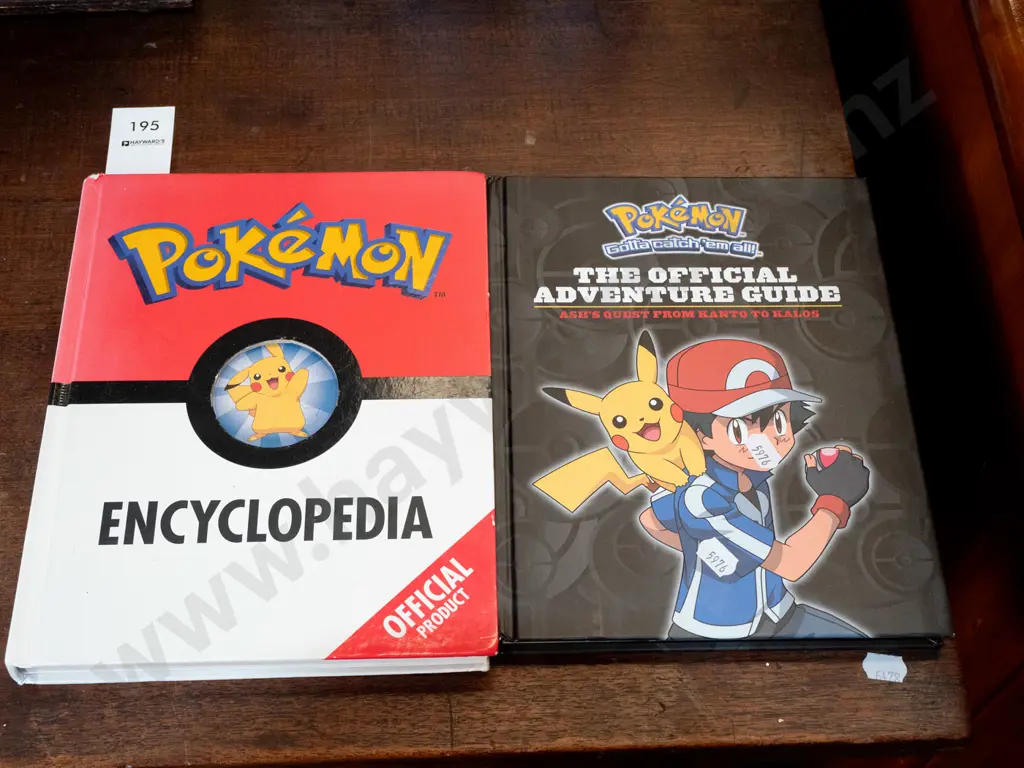 195
HAYWARD'S
POKéMON
TM
ENCYCLOPEDIA
OFFICIAL
PRODUCT
POKéMON
Gotta catch 'em all!
THE OFFICIAL
ADVENTURE GUIDE
ASH'S QUEST FROM KANTO TO KALOS
5976
5976